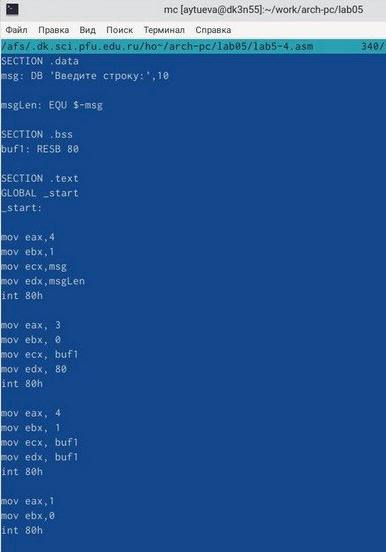 mc [aytueva@dk3n55]:~/work/arch-pc/lab05
Файл Правка Вид Поиск Терминал Справка
/afs/.dk.sci.pfu.edu.ru/ho~/arch-pc/lab05/lab5-4.asm 340/
SECTION .data
msg: DB 'Введите строку:',10
msgLen: EQU $-msg
SECTION .bss
buf1: RESB 80
SECTION .text
GLOBAL _start
_start:
mov eax,4
mov ebx,1
mov ecx,msg
mov edx,msgLen
int 80h
mov eax, 3
mov ebx, 0
mov ecx, buf1
mov edx, 80
int 80h
mov eax, 4
mov ebx, 1
mov ecx, buf1
mov edx, buf1
int 80h
mov eax,1
mov ebx,0
int 80h